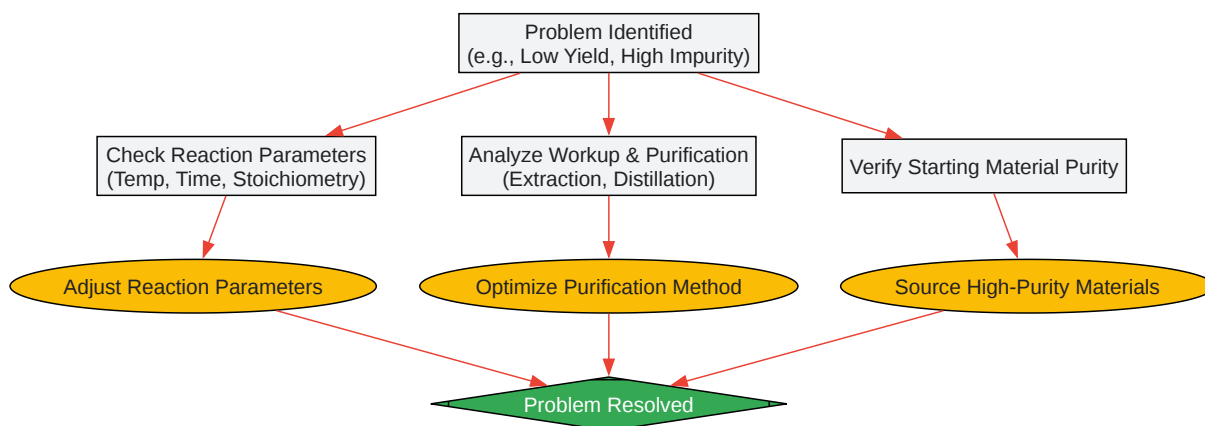 Problem Identified
(e.g., Low Yield, High Impurity)
Check Reaction Parameters
(Temp, Time, Stoichiometry)
Analyze Workup & Purification
(Extraction, Distillation)
Verify Starting Material Purity
Adjust Reaction Parameters
Optimize Purification Method
Source High-Purity Materials
Problem Resolved